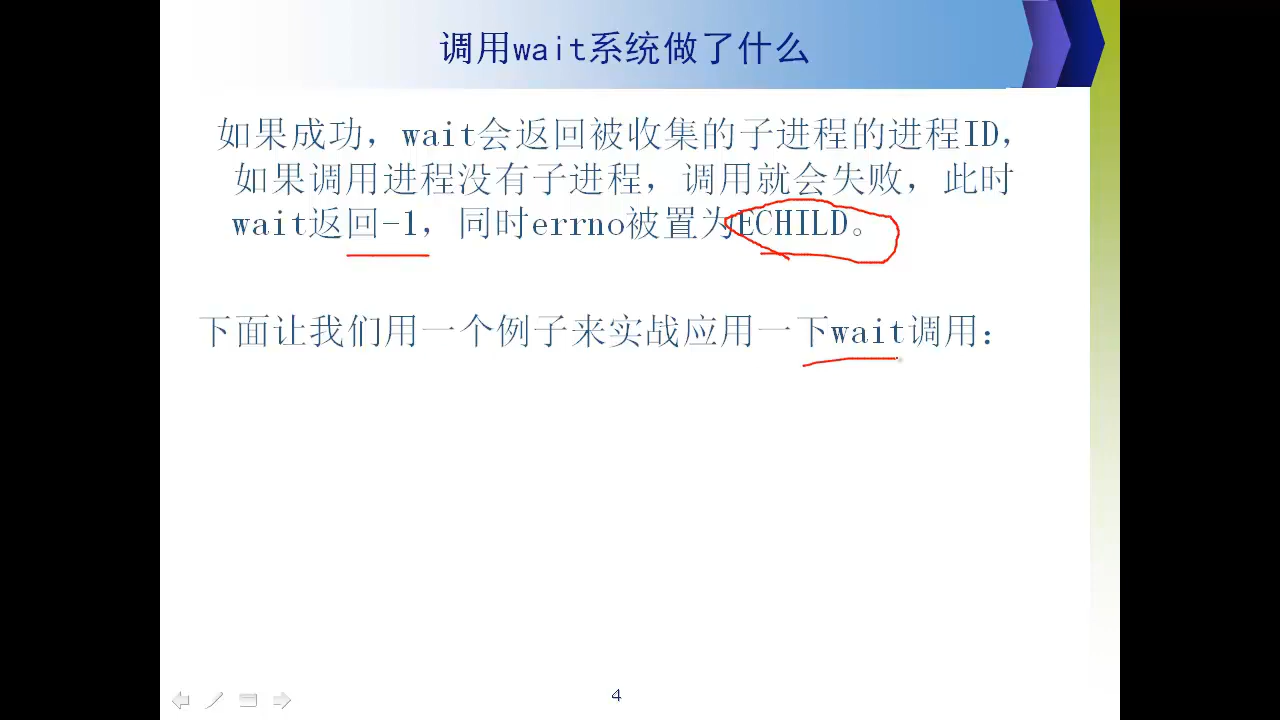 调用wait系统做了什么
如果成功，wait会返回被收集的子进程的进程ID，
如果调用进程没有子进程，调用就会失败，此时
wait返回-1，同时errno被置为ECHILD。
下面让我们用一个例子来实战应用一下wait调用：
4